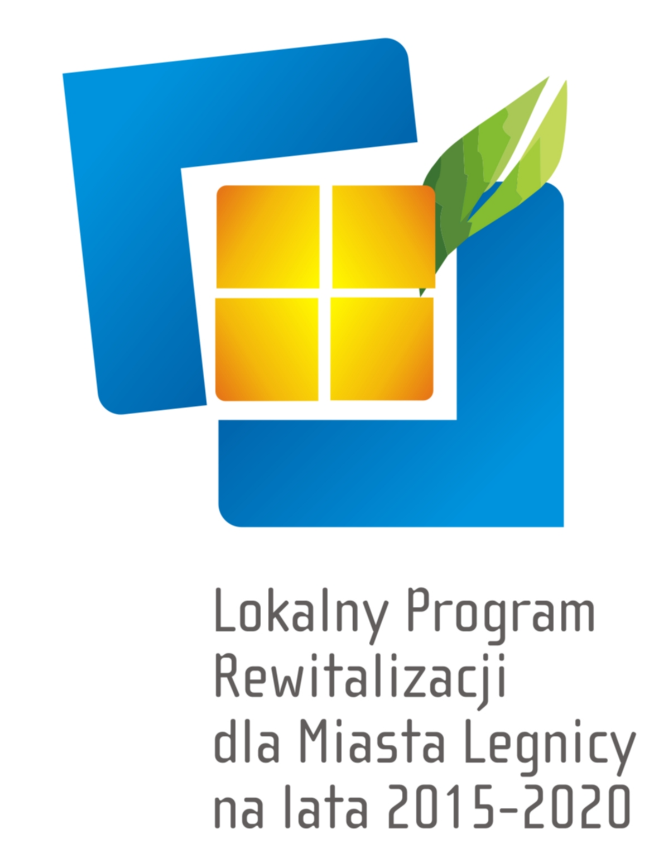 Lokalny Program
Rewitalizacji
dla Miasta Legnicy
na lata 2015-2020